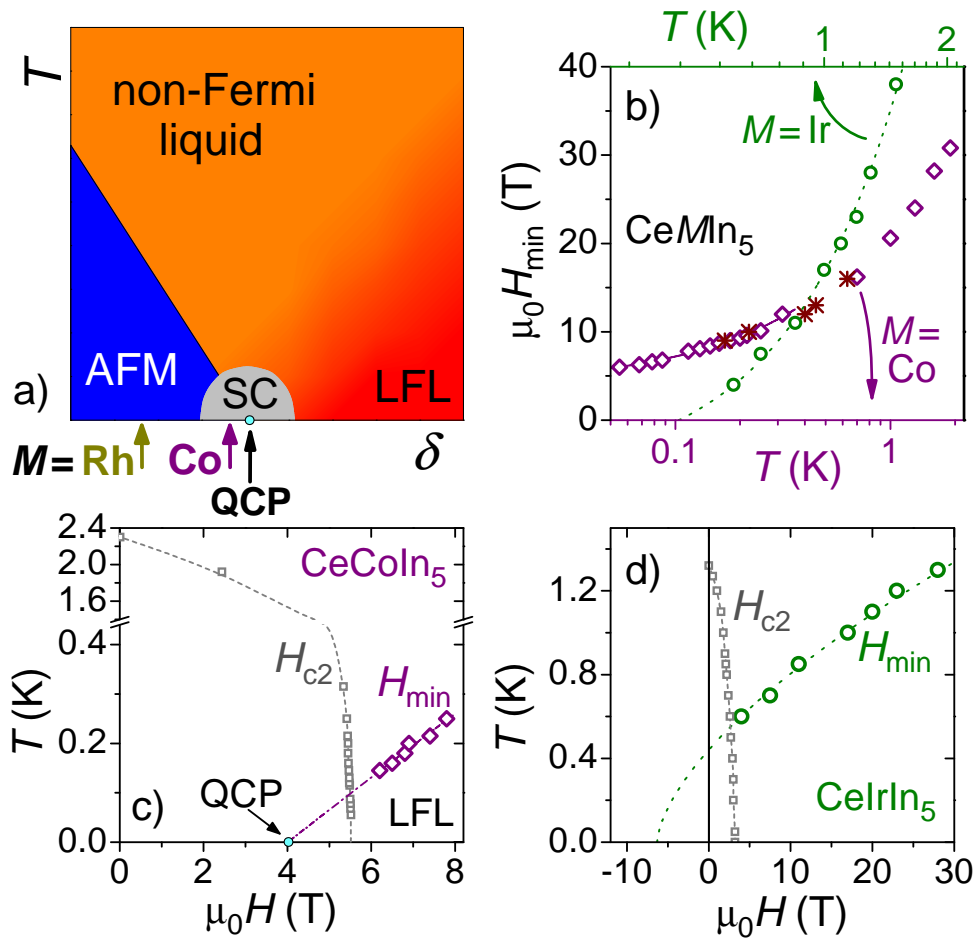 T
non-Fermi
liquid
AFM
SC
LFL
a)
M = Rh
Co
δ
QCP
T (K)
1
2
40
30
20
10
0
μ0Hmin (T)
b)
M = Ir
CeMIn5
M =
Co
0.1
1
T (K)
2.4
2.0
1.6
0.4
0.2
0.0
T (K)
CeCoIn5
Hc2
Hmin
QCP
c)
LFL
0
2
4
6
8
μ0H (T)
1.2
0.8
0.4
0.0
T (K)
d)
Hc2
Hmin
CeIrIn5
-10
0
10
20
30
μ0H (T)